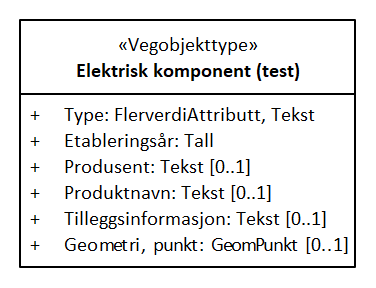 «Vegobjekttype»
Elektrisk komponent (test)
+ Type: FlerverdiAttributt, Tekst
+ Etableringsår: Tall
+ Produsent: Tekst [0..1]
+ Produktnavn: Tekst [0..1]
+ Tilleggsinformasjon: Tekst [0..1]
+ Geometri, punkt: GeomPunkt [0..1]